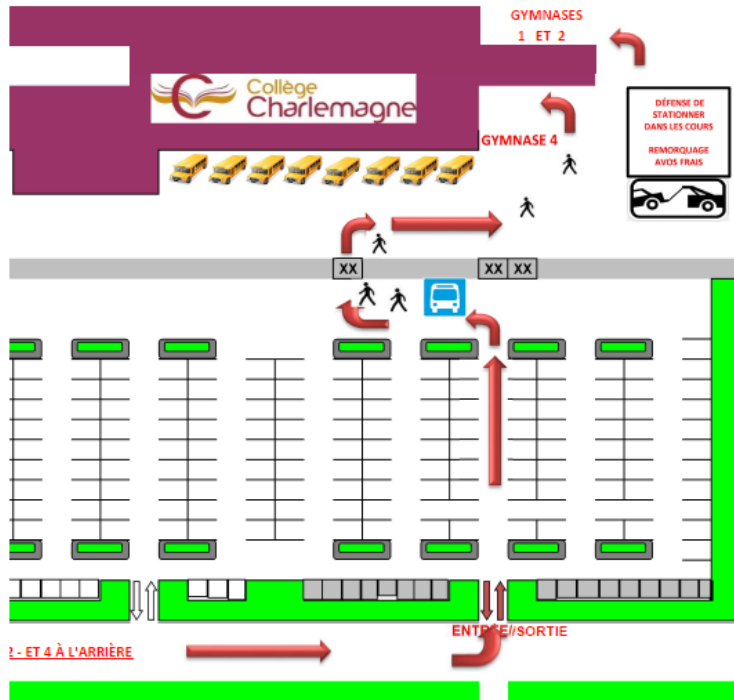 GYMNASES
1 ET 2
Collège
Charlemagne
DÉFENSE DE
STATIONNER
DANS LES COURS
REMORQUAGE
AVOS FRAIS
GYMNASE 4
XX
XX XX
ENTRÉE//SORTIE
2 - ET 4 À L'ARRIÈRE